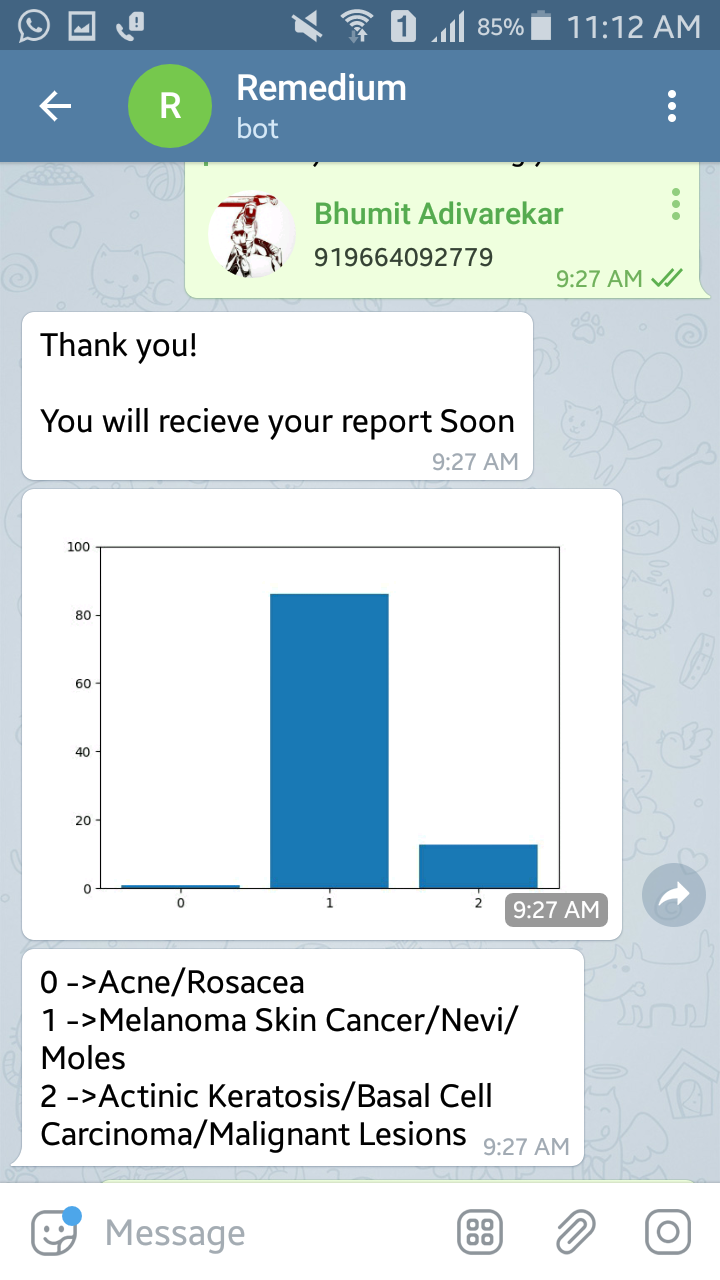 85% 11:12 AM
1
R
Remedium
bot
Bhumit Adivarekar
919664092779
9:27 AM
Thank you!
You will recieve your report Soon
9:27 AM
100
80
60
40
20
0
0 1 2
9:27 AM
0 ->Acne/Rosacea
1 ->Melanoma Skin Cancer/Nevi/
Moles
2 ->Actinic Keratosis/Basal Cell
Carcinoma/Malignant Lesions
9:27 AM
Message